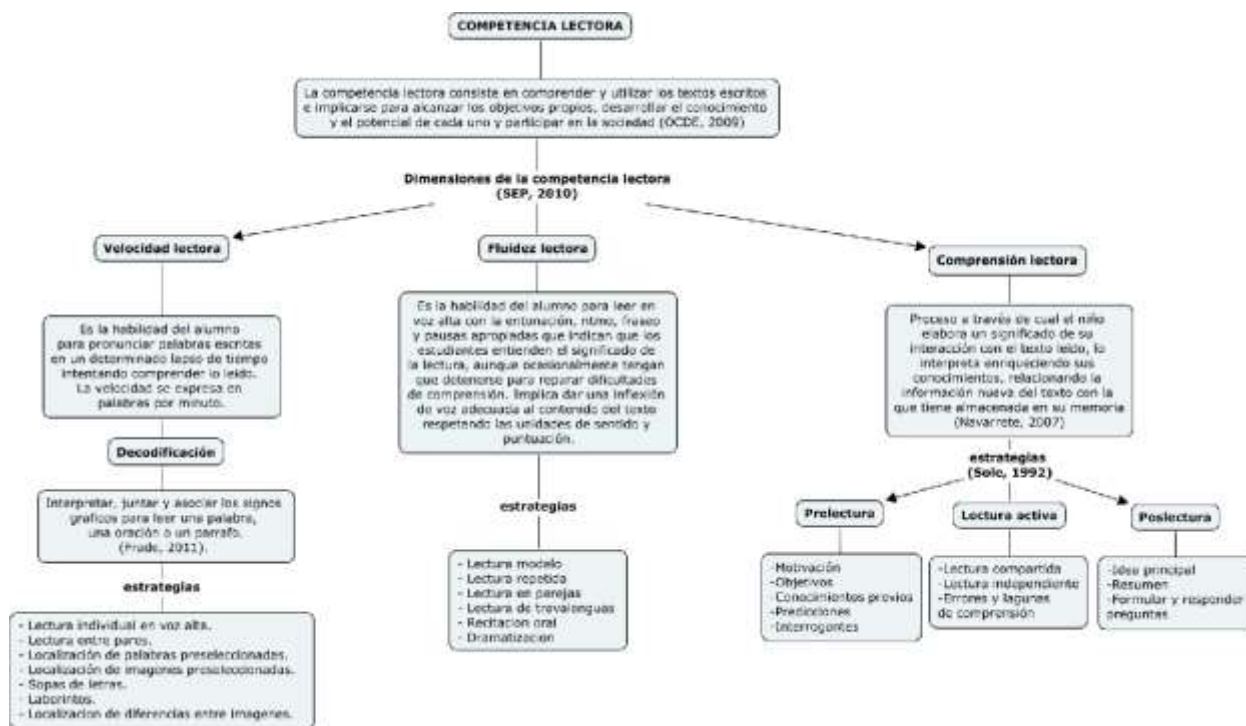 COMPETENCIA LECTORA
La competencia lectora consiste en comprender y utilizar los textos escritos
e implicarse para alcanzar los objetivos propios, desarrollar el conocimiento
y el potencial de cada uno y participar en la sociedad (OCDE, 2009)
Dimensiones de la competencia lectora
(SEP, 2010)
Velocidad lectora
Es la habilidad del alumno
para pronunciar palabras escritas
en un determinado lapso de tiempo
intentando comprender lo leído.
La velocidad se expresa en
palabras por minuto.
Decodificación
Interpretar, juntar y asociar los signos
gráficos para leer una palabra,
una oración o un parrafo.
(Frade, 2011).
estrategias
- Lectura individual en voz alta.
- Lectura entre pares.
- Localización de palabras preseleccionadas.
- Localización de imagenes preseleccionadas.
- Sopas de letras.
- Laberintos.
- Localizacion de diferencias entre imagenes.
Fluidez lectora
Es la habilidad del alumno para leer en
voz alta con la entonación, ritmo, fraseo
y pausas apropiadas que indican que los
estudiantes entienden el significado de
la lectura, aunque ocasionalmente tengan
que detenerse para reparar dificultades
de comprensión. Implica dar una inflexión
de voz adecuada al contenido del texto
respetando las unidades de sentido y
puntuación.
estrategias
- Lectura modelo
- Lectura repetida
- Lectura en parejas
- Lectura de trevalenguas
- Recitacion oral
- Dramatizacion
Comprensión lectora
Proceso a través de cual el niño
elabora un significado de su
interacción con el texto leído, lo
interpreta enriqueciendo sus
conocimientos, relacionando la
información nueva del texto con la
que tiene almacenada en su memoria
(Navarrete, 2007)
estrategias
(Sole, 1992)
Prelectura
-Motivación
-Objetivos
-Conocimientos previos
-Predicciones
-Interrogantes
Lectura activa
-Lectura compartida
-Lectura independiente
-Errores y lagunas
de comprensión
Poslectura
-Idea principal
-Resumen
-Formular y responder
preguntas